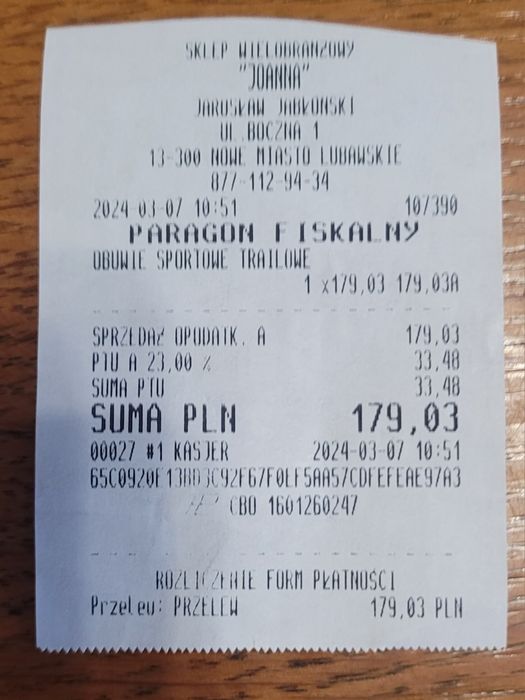 SKLEP WIELOBRANŻOWY
"JOANNA"
JAROSŁAW JABŁOŃSKI
UL.BOCZNA 1
13-300 NOWE MIASTO LUBAWSKIE
877-112-94-34
2024-03-07 10:51 107/390
PARAGON FISKALNY
OBUWIE SPORTOWE TRAILOWE
1 x179,03 179,03A
SPRZEDAŻ OPODATK. A 179,03
PTU A 23,00 % 33,48
SUMA PTU 33,48
SUMA PLN 179,03
00027 #1 KASJER 2024-03-07 10:51
CBO 1601260247
ROZLICZENIE FORM PŁATNOŚCI
Przelew: PRZELEW 179,03 PLN